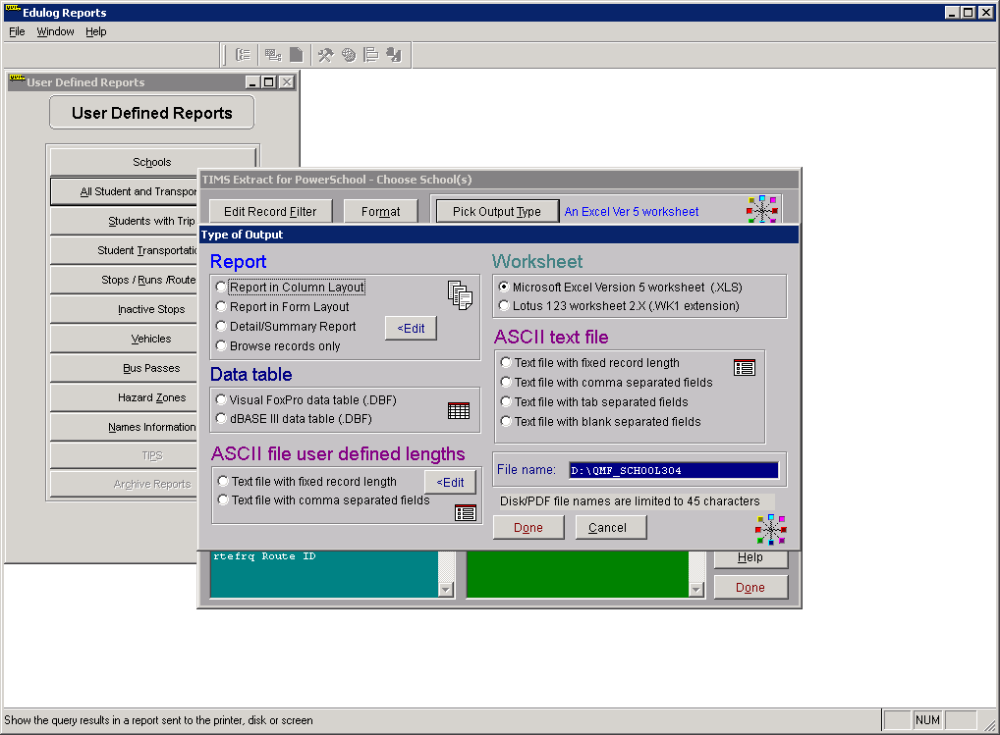 Edulog Reports
File Window Help
User Defined Reports
User Defined Reports
Schools
All Student and Transpor
Students with Trip
Student Transportatio
Stops / Runs /Route
Inactive Stops
Vehicles
Bus Passes
Hazard Zones
Names Information
TIPS
Archive Reports
TIMS Extract for PowerSchool - Choose School(s)
Edit Record Filter Format Pick Output Type An Excel Ver 5 worksheet
Type of Output
Report
Report in Column Layout
Report in Form Layout
Detail/Summary Report
<Edit
Browse records only
Data table
Visual FoxPro data table (.DBF)
dBASE III data table (.DBF)
ASCII file user defined lengths
Text file with fixed record length
<Edit
Text file with comma separated fields
Worksheet
Microsoft Excel Version 5 worksheet (.XLS)
Lotus 123 worksheet 2.X (.WK1 extension)
ASCII text file
Text file with fixed record length
Text file with comma separated fields
Text file with tab separated fields
Text file with blank separated fields
File name: D:\QMF_SCHOOL304
Disk/PDF file names are limited to 45 characters
Done Cancel
rtefrq Route ID
Help
Done
Show the query results in a report sent to the printer, disk or screen
NUM